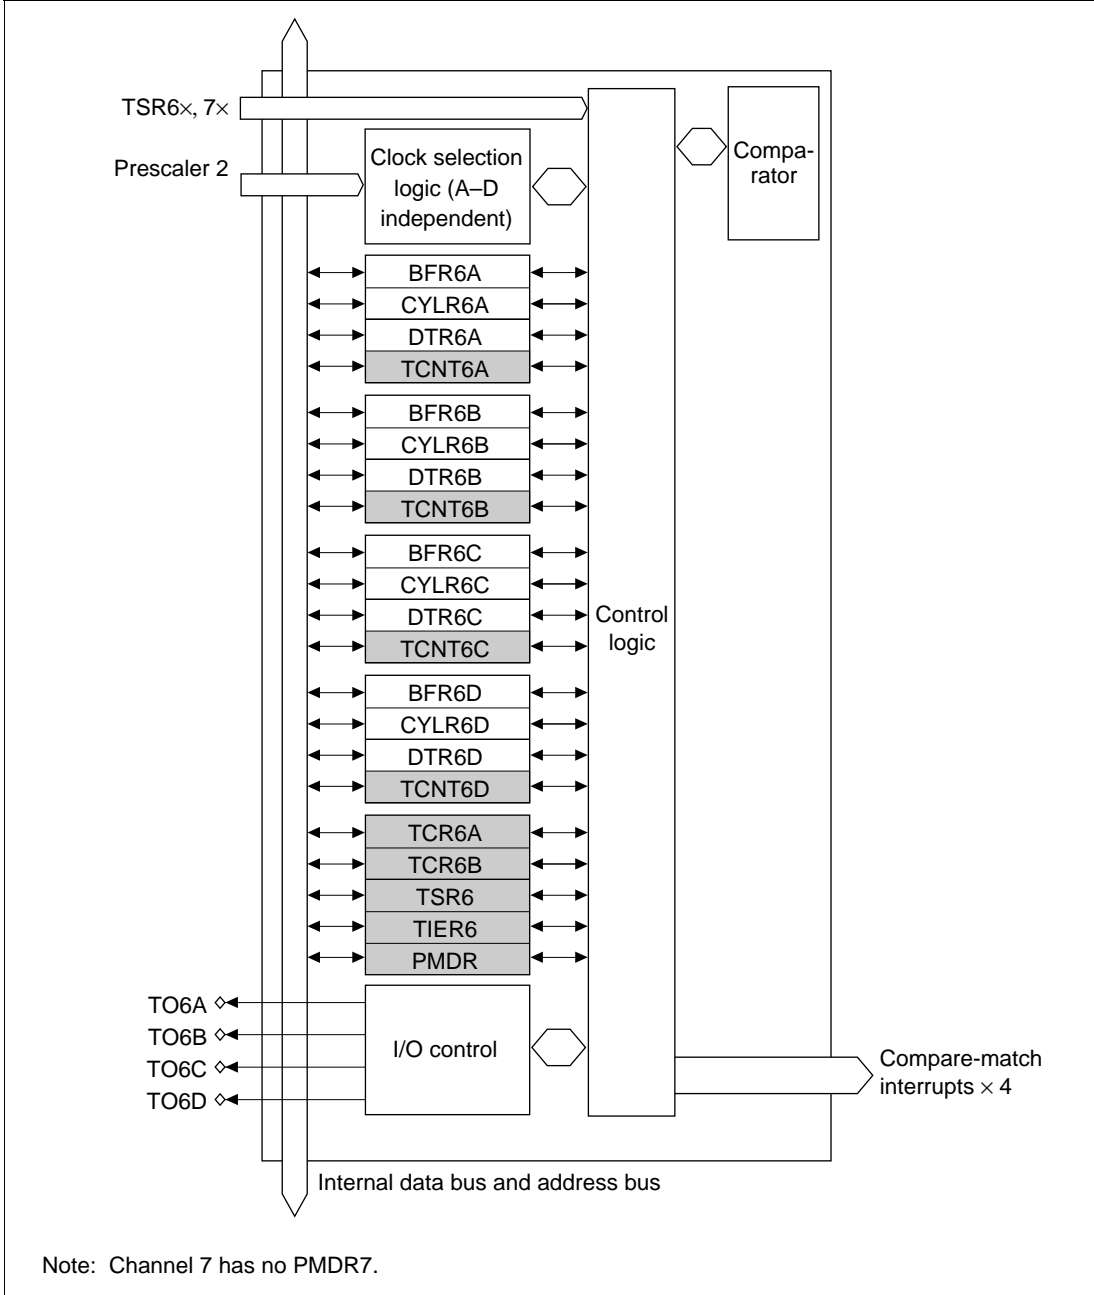 TSR6×, 7×
Prescaler 2
Clock selection
logic (A–D
independent)
Compa-
rator
BFR6A
CYLR6A
DTR6A
TCNT6A
BFR6B
CYLR6B
DTR6B
TCNT6B
BFR6C
CYLR6C
DTR6C
TCNT6C
Control
logic
BFR6D
CYLR6D
DTR6D
TCNT6D
TCR6A
TCR6B
TSR6
TIER6
PMDR
TO6A
TO6B
TO6C
TO6D
I/O control
Compare-match
interrupts × 4
Internal data bus and address bus
Note: Channel 7 has no PMDR7.